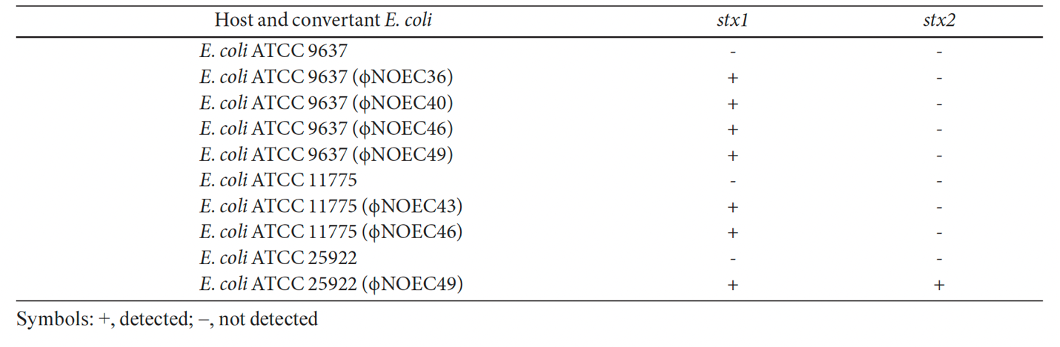 Host and convertant E. coli stx1 stx2
E. coli ATCC 9637 - -
E. coli ATCC 9637 (ϕNOEC36) + -
E. coli ATCC 9637 (ϕNOEC40) + -
E. coli ATCC 9637 (ϕNOEC46) + -
E. coli ATCC 9637 (ϕNOEC49) + -
E. coli ATCC 11775 - -
E. coli ATCC 11775 (ϕNOEC43) + -
E. coli ATCC 11775 (ϕNOEC46) + -
E. coli ATCC 25922 - -
E. coli ATCC 25922 (ϕNOEC49) + +
Symbols: +, detected; –, not detected